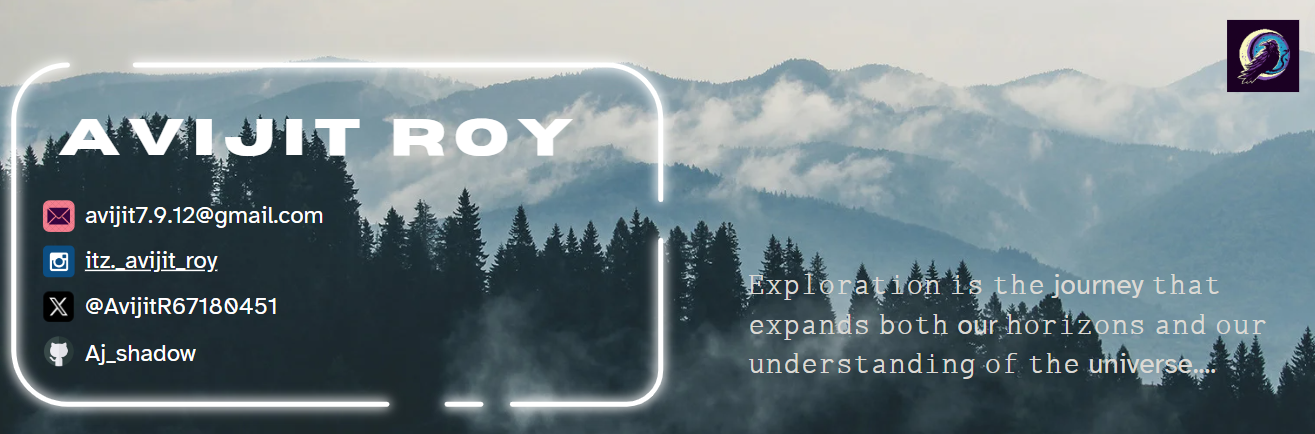 AVIJIT ROY
avijit7.9.12@gmail.com
itz._avijit_roy
@AvijitR67180451
Aj_shadow
Exploration is the journey that
expands both our horizons and our
understanding of the universe....